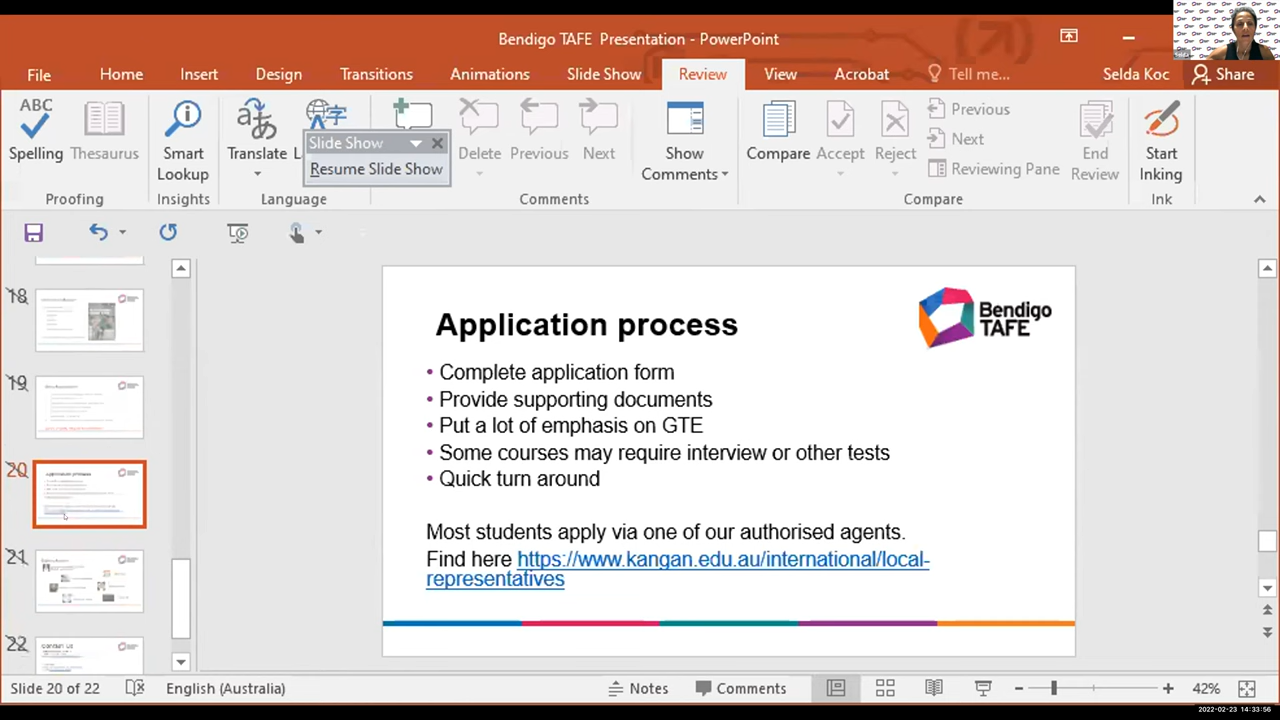 Bendigo TAFE Presentation - PowerPoint
File Home Insert Design Transitions Animations Slide Show Review View Acrobat Tell me... Selda Koc Share
ABC
Spelling Thesaurus Smart Lookup Translate Delete Previous Next Show Comments Compare Accept Reject Previous Next Reviewing Pane End Review Start Inking
Slide Show
Resume Slide Show
Proofing Insights Language Comments Compare Ink
18
19
20
21
22
Contact Us
Bendigo
TAFE
Application process
• Complete application form
• Provide supporting documents
• Put a lot of emphasis on GTE
• Some courses may require interview or other tests
• Quick turn around
Most students apply via one of our authorised agents.
Find here https://www.kangan.edu.au/international/local-
representatives
Slide 20 of 22 English (Australia) Notes Comments 42%
2022-02-23 14:33:56